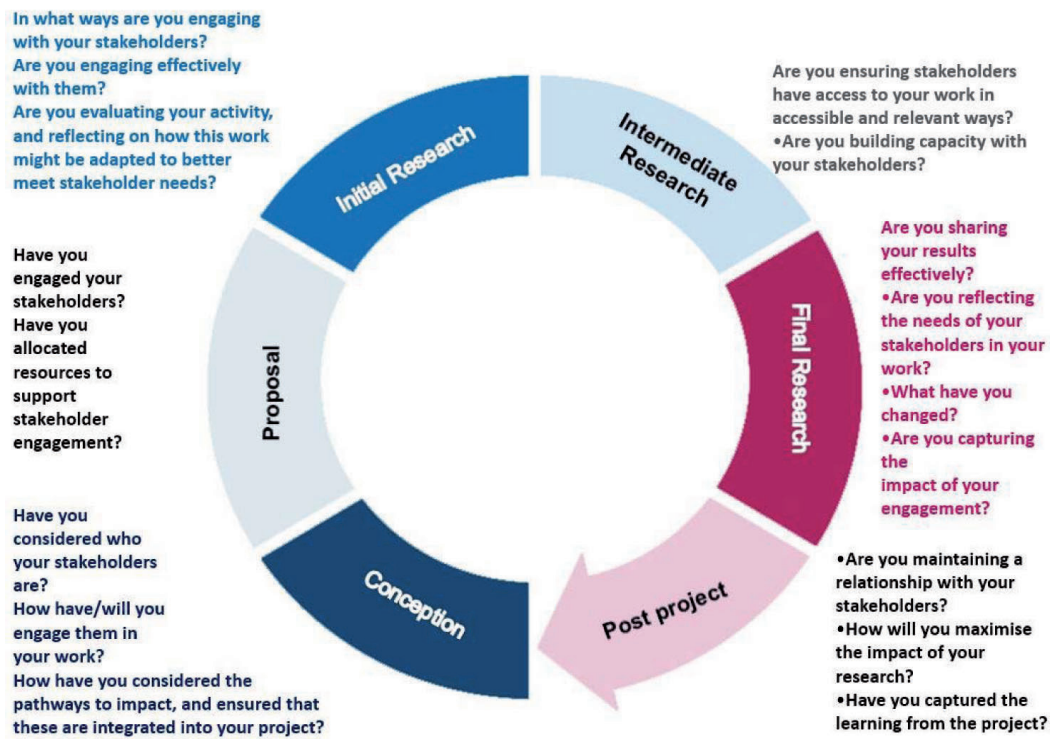 In what ways are you engaging
with your stakeholders?
Are you engaging effectively
with them?
Are you evaluating your activity,
and reflecting on how this work
might be adapted to better
meet stakeholder needs?
Initial Research
Intermediate
Research
Are you ensuring stakeholders
have access to your work in
accessible and relevant ways?
•Are you building capacity with
your stakeholders?
Have you
engaged your
stakeholders?
Have you
allocated
resources to
support
stakeholder
engagement?
Proposal
Final Research
Are you sharing
your results
effectively?
•Are you reflecting
the needs of your
stakeholders in your
work?
•What have you
changed?
•Are you capturing
the
impact of your
engagement?
Have you
considered who
your stakeholders
are?
How have/will you
engage them in
your work?
How have you considered the
pathways to impact, and ensured that
these are integrated into your project?
Conception
Post project
•Are you maintaining a
relationship with your
stakeholders?
•How will you maximise
the impact of your
research?
•Have you captured the
learning from the project?